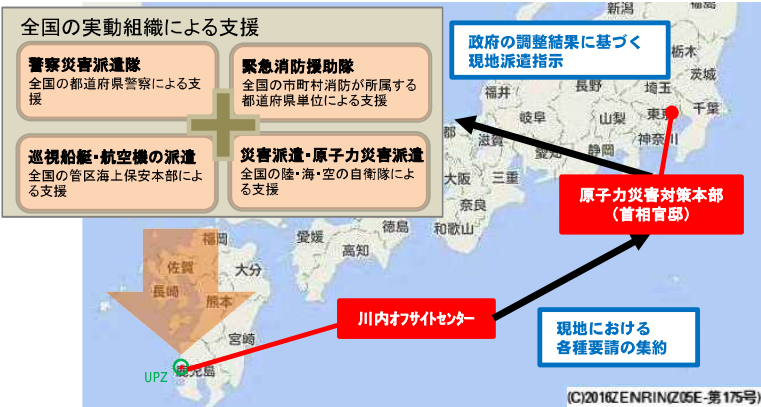 全国の実動組織による支援
警察災害派遣隊
全国の都道府県警察による支
援
緊急消防援助隊
全国の市町村消防が所属する
都道府県単位による支援
巡視船艇・航空機の派遣
全国の管区海上保安本部によ
る支援
災害派遣・原子力災害派遣
全国の陸・海・空の自衛隊に
よる支援
政府の調整結果に基づく
現地派遣指示
新潟
福島
栃木
茨城
長野
埼玉
福井
東京
千葉
岐阜
山梨
神奈川
都
滋賀
愛知
静岡
大阪
三重
奈良
和歌山
徳島
愛媛
高知
福岡
佐賀
大分
長崎
熊本
宮崎
鹿児島
UPZ
原子力災害対策本部
(首相官邸)
川内オフサイトセンター
現地における
各種要請の集約
(C)2016ZENRIN(Z05E-第175号)